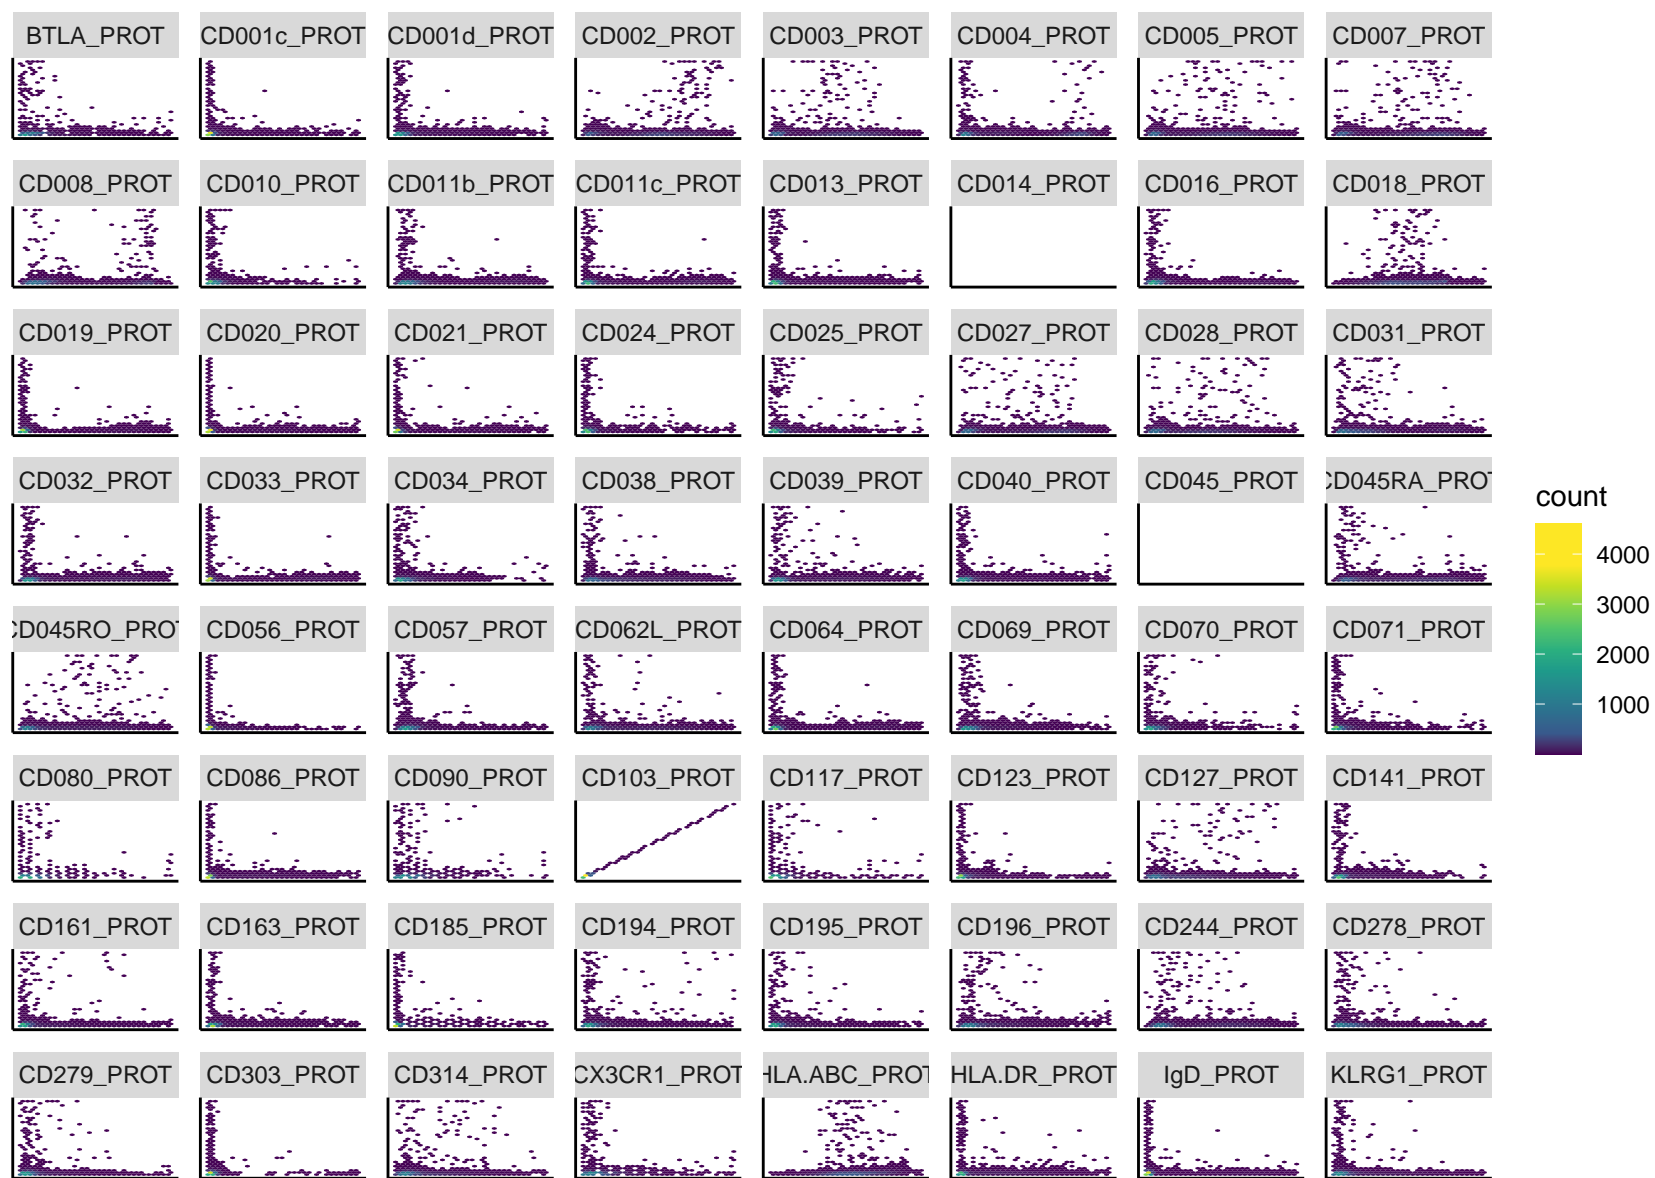 BTLA_PROT CD001c_PROT CD001d_PROT CD002_PROT CD003_PROT CD004_PROT CD005_PROT CD007_PROT
CD008_PROT CD010_PROT CD011b_PROT CD011c_PROT CD013_PROT CD014_PROT CD016_PROT CD018_PROT
CD019_PROT CD020_PROT CD021_PROT CD024_PROT CD025_PROT CD027_PROT CD028_PROT CD031_PROT
CD032_PROT CD033_PROT CD034_PROT CD038_PROT CD039_PROT CD040_PROT CD045_PROT CD045RA_PROT
count
4000
3000
2000
1000
CD045RO_PROT CD056_PROT CD057_PROT CD062L_PROT CD064_PROT CD069_PROT CD070_PROT CD071_PROT
CD080_PROT CD086_PROT CD090_PROT CD103_PROT CD117_PROT CD123_PROT CD127_PROT CD141_PROT
CD161_PROT CD163_PROT CD185_PROT CD194_PROT CD195_PROT CD196_PROT CD244_PROT CD278_PROT
CD279_PROT CD303_PROT CD314_PROT CX3CR1_PROT HLA.ABC_PROT HLA.DR_PROT IgD_PROT KLRG1_PROT